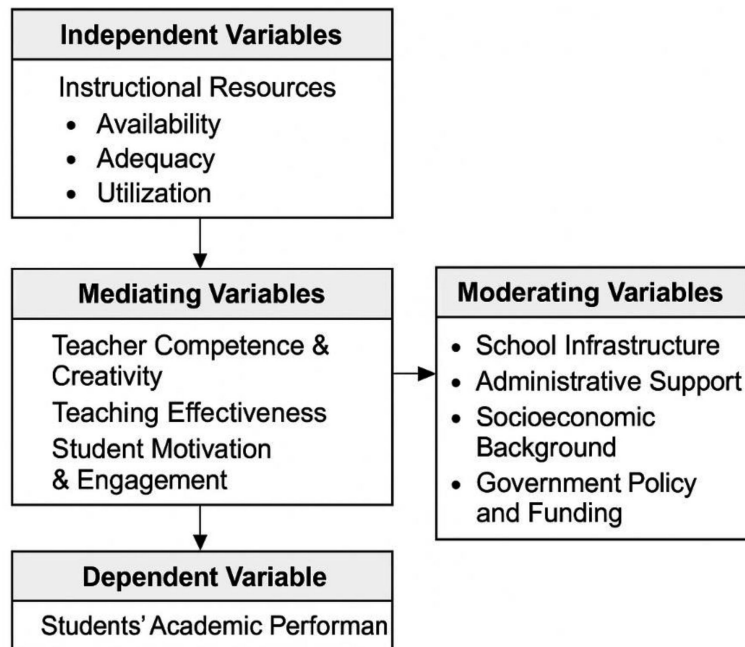 Independent Variables
Instructional Resources
• Availability
• Adequacy
• Utilization
Mediating Variables
Teacher Competence &
Creativity
Teaching Effectiveness
Student Motivation
& Engagement
Moderating Variables
• School Infrastructure
• Administrative Support
• Socioeconomic
Background
• Government Policy
and Funding
Dependent Variable
Students’ Academic Performan